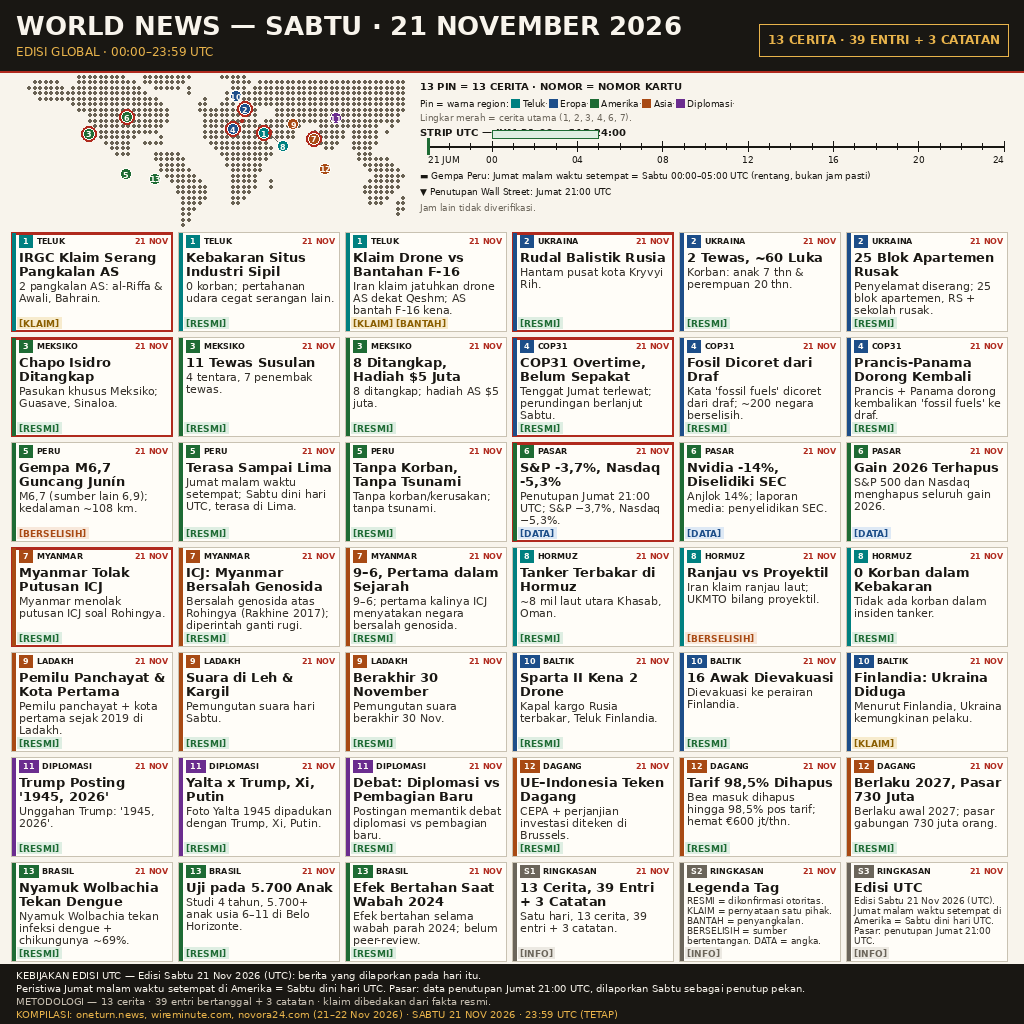 WORLD NEWS — SABTU · 21 NOVEMBER 2026
EDISI GLOBAL · 00:00–23:59 UTC
13 CERITA · 39 ENTRI + 3 CATATAN
13 PIN = 13 CERITA · NOMOR = NOMOR KARTU
Pin = warna region: Teluk· Eropa· Amerika· Asia· Diplomasi·
Lingkar merah = cerita utama (1, 2, 3, 4, 6, 7).
STRIP UTC — 24:00
21 JUM 00 04 08 12 16 20 24
▬ Gempa Peru: Jumat malam waktu setempat = Sabtu 00:00–05:00 UTC (rentang, bukan jam pasti)
▼ Penutupan Wall Street: Jumat 21:00 UTC
Jam lain tidak diverifikasi.
10
2
6
3
4
1
9
11
7
8
5
13
12
1 TELUK 21 NOV
IRGC Klaim Serang
Pangkalan AS
2 pangkalan AS: al-Riffa &
Awali, Bahrain.
[KLAIM]
1 TELUK 21 NOV
Kebakaran Situs
Industri Sipil
0 korban; pertahanan
udara cegat serangan lain.
[RESMI]
1 TELUK 21 NOV
Klaim Drone vs
Bantahan F-16
Iran klaim jatuhkan drone
AS dekat Qeshm; AS
bantah F-16 kena.
[KLAIM] [BANTAH]
2 UKRAINA 21 NOV
Rudal Balistik Rusia
Hantam pusat kota Kryvyi
Rih.
[RESMI]
2 UKRAINA 21 NOV
2 Tewas, ~60 Luka
Korban: anak 7 thn &
perempuan 20 thn.
[RESMI]
2 UKRAINA 21 NOV
25 Blok Apartemen
Rusak
Penyelamat diserang; 25
blok apartemen, RS +
sekolah rusak.
[RESMI]
3 MEKSIKO 21 NOV
Chapo Isidro
Ditangkap
Pasukan khusus Meksiko;
Guasave, Sinaloa.
[RESMI]
3 MEKSIKO 21 NOV
11 Tewas Susulan
4 tentara, 7 penembak
tewas.
[RESMI]
3 MEKSIKO 21 NOV
8 Ditangkap,
Hadiah $5 Juta
8 ditangkap; hadiah AS $5
juta.
[RESMI]
4 COP31 21 NOV
COP31 Overtime,
Belum Sepakat
Tenggat Jumat terlewat;
perundingan berlanjut
Sabtu.
[RESMI]
4 COP31 21 NOV
Fosil Dicoret dari
Draf
Kata 'fossil fuels' dicoret
dari draf; ~200 negara
berselisih.
[RESMI]
4 COP31 21 NOV
Prancis-Panama
Dorong Kembali
Prancis + Panama dorong
kembalikan 'fossil fuels' ke
draf.
[RESMI]
5 PERU 21 NOV
Gempa M6,7
Guncang Junín
M6,7 (sumber lain 6,9);
kedalaman ~108 km.
[BERSELISIH]
5 PERU 21 NOV
Terasa Sampai Lima
Jumat malam waktu
setempat; Sabtu dini hari
UTC, terasa di Lima.
[RESMI]
5 PERU 21 NOV
Tanpa Korban,
Tanpa Tsunami
Tanpa korban/kerusakan;
tanpa tsunami.
[RESMI]
6 PASAR 21 NOV
S&P -3,7%, Nasdaq
-5,3%
Penutupan Jumat 21:00
UTC; S&P −3,7%, Nasdaq
−5,3%.
[DATA]
6 PASAR 21 NOV
Nvidia -14%,
Diselidiki SEC
Anjlok 14%; laporan
media: penyelidikan SEC.
[DATA]
6 PASAR 21 NOV
Gain 2026 Terhapus
S&P 500 dan Nasdaq
menghapus seluruh gain
2026.
[DATA]
7 MYANMAR 21 NOV
Myanmar Tolak
Putusan ICJ
Myanmar menolak
putusan ICJ soal Rohingya.
[RESMI]
7 MYANMAR 21 NOV
ICJ: Myanmar
Bersalah Genosida
Bersalah genosida atas
Rohingya (Rakhine 2017);
diperintah ganti rugi.
[RESMI]
7 MYANMAR 21 NOV
9–6, Pertama dalam
Sejarah
9–6; pertama kalinya ICJ
menyatakan negara
bersalah genosida.
[RESMI]
8 HORMUZ 21 NOV
Tanker Terbakar di
Hormuz
~8 mil laut utara Khasab,
Oman.
[RESMI]
8 HORMUZ 21 NOV
Ranjau vs Proyektil
Iran klaim ranjau laut;
UKMTO bilang proyektil.
[BERSELISIH]
8 HORMUZ 21 NOV
0 Korban dalam
Kebakaran
Tidak ada korban dalam
insiden tanker.
[RESMI]
9 LADAKH 21 NOV
Pemilu Panchayat &
Kota Pertama
Pemilu panchayat + kota
pertama sejak 2019 di
Ladakh.
[RESMI]
9 LADAKH 21 NOV
Suara di Leh &
Kargil
Pemungutan suara hari
Sabtu.
[RESMI]
9 LADAKH 21 NOV
Berakhir 30
November
Pemungutan suara
berakhir 30 Nov.
[RESMI]
10 BALTIK 21 NOV
Sparta II Kena 2
Drone
Kapal kargo Rusia
terbakar, Teluk Finlandia.
[RESMI]
10 BALTIK 21 NOV
16 Awak Dievakuasi
Dievakuasi ke perairan
Finlandia.
[RESMI]
10 BALTIK 21 NOV
Finlandia: Ukraina
Diduga
Menurut Finlandia, Ukraina
kemungkinan pelaku.
[KLAIM]
11 DIPLOMASI 21 NOV
Trump Posting
'1945, 2026'
Unggahan Trump: '1945,
2026'.
[RESMI]
11 DIPLOMASI 21 NOV
Yalta x Trump, Xi,
Putin
Foto Yalta 1945 dipadukan
dengan Trump, Xi, Putin.
[RESMI]
11 DIPLOMASI 21 NOV
Debat: Diplomasi vs
Pembagian Baru
Postingan memantik debat
diplomasi vs pembagian
baru.
[RESMI]
12 DAGANG 21 NOV
UE–Indonesia Teken
Dagang
CEPA + perjanjian
investasi diteken di
Brussels.
[RESMI]
12 DAGANG 21 NOV
Tarif 98,5% Dihapus
Bea masuk dihapus
hingga 98,5% pos tarif;
hemat €600 jt/thn.
[RESMI]
12 DAGANG 21 NOV
Berlaku 2027, Pasar
730 Juta
Berlaku awal 2027; pasar
gabungan 730 juta orang.
[RESMI]
13 BRASIL 21 NOV
Nyamuk Wolbachia
Tekan Dengue
Nyamuk Wolbachia tekan
infeksi dengue +
chikungunya ~69%.
[RESMI]
13 BRASIL 21 NOV
Uji pada 5.700 Anak
Studi 4 tahun, 5.700+
anak usia 6–11 di Belo
Horizonte.
[RESMI]
13 BRASIL 21 NOV
Efek Bertahan Saat
Wabah 2024
Efek bertahan selama
wabah parah 2024; belum
peer-review.
[RESMI]
S1 RINGKASAN 21 NOV
13 Cerita, 39 Entri
+ 3 Catatan
Satu hari, 13 cerita, 39
entri + 3 catatan.
[INFO]
S2 RINGKASAN 21 NOV
Legenda Tag
RESMI = dikonfirmasi otoritas.
KLAIM = pernyataan satu pihak.
BANTAH = penyangkalan.
BERSELISIH = sumber
bertentangan. DATA = angka.
[INFO]
S3 RINGKASAN 21 NOV
Edisi UTC
Edisi Sabtu 21 Nov 2026 (UTC).
Jumat malam waktu setempat di
Amerika = Sabtu dini hari UTC.
Pasar: penutupan Jumat 21:00
UTC.
[INFO]
KEBIJAKAN EDISI UTC — Edisi Sabtu 21 Nov 2026 (UTC): berita yang dilaporkan pada hari itu.
Peristiwa Jumat malam waktu setempat di Amerika = Sabtu dini hari UTC. Pasar: data penutupan Jumat 21:00 UTC, dilaporkan Sabtu sebagai penutup pekan.
METODOLOGI — 13 cerita · 39 entri bertanggal + 3 catatan · klaim dibedakan dari fakta resmi.
KOMPILASI: oneturn.news, wireminute.com, novora24.com (21–22 Nov 2026) · SABTU 21 NOV 2026 · 23:59 UTC (TETAP)